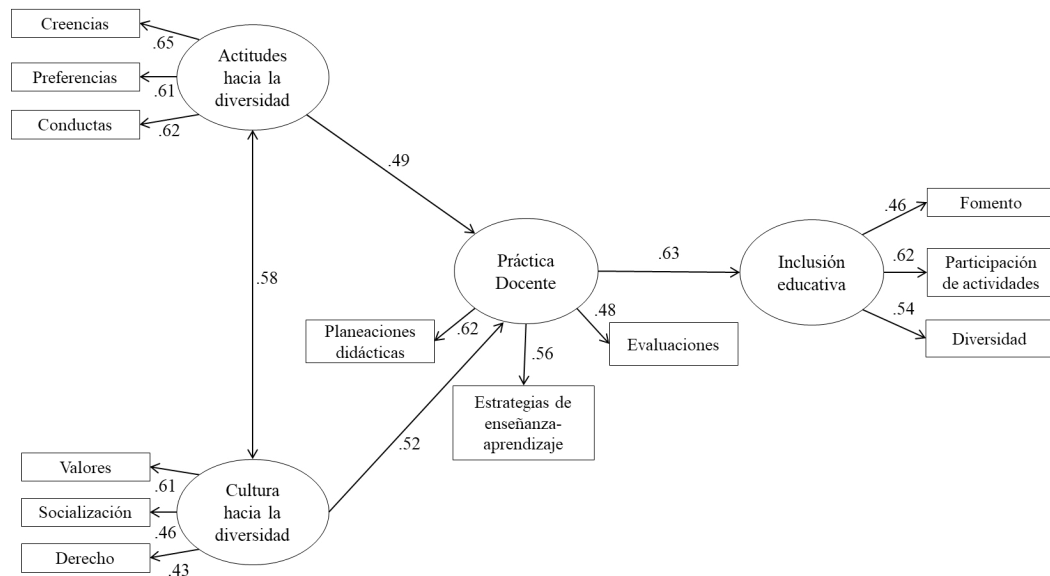 Creencias
.65
Preferencias
.61
Conductas
.62
Actitudes
hacia la
diversidad
.49
.58
Práctica
Docente
.63
Inclusión
educativa
.46
Fomento
.62
Participación
de actividades
.54
Diversidad
Planeaciones
didácticas
.62
.56
Estrategias de
enseñanza-
aprendizaje
.48
Evaluaciones
.52
Valores
.61
Socialización
.46
Derecho
.43
Cultura
hacia la
diversidad